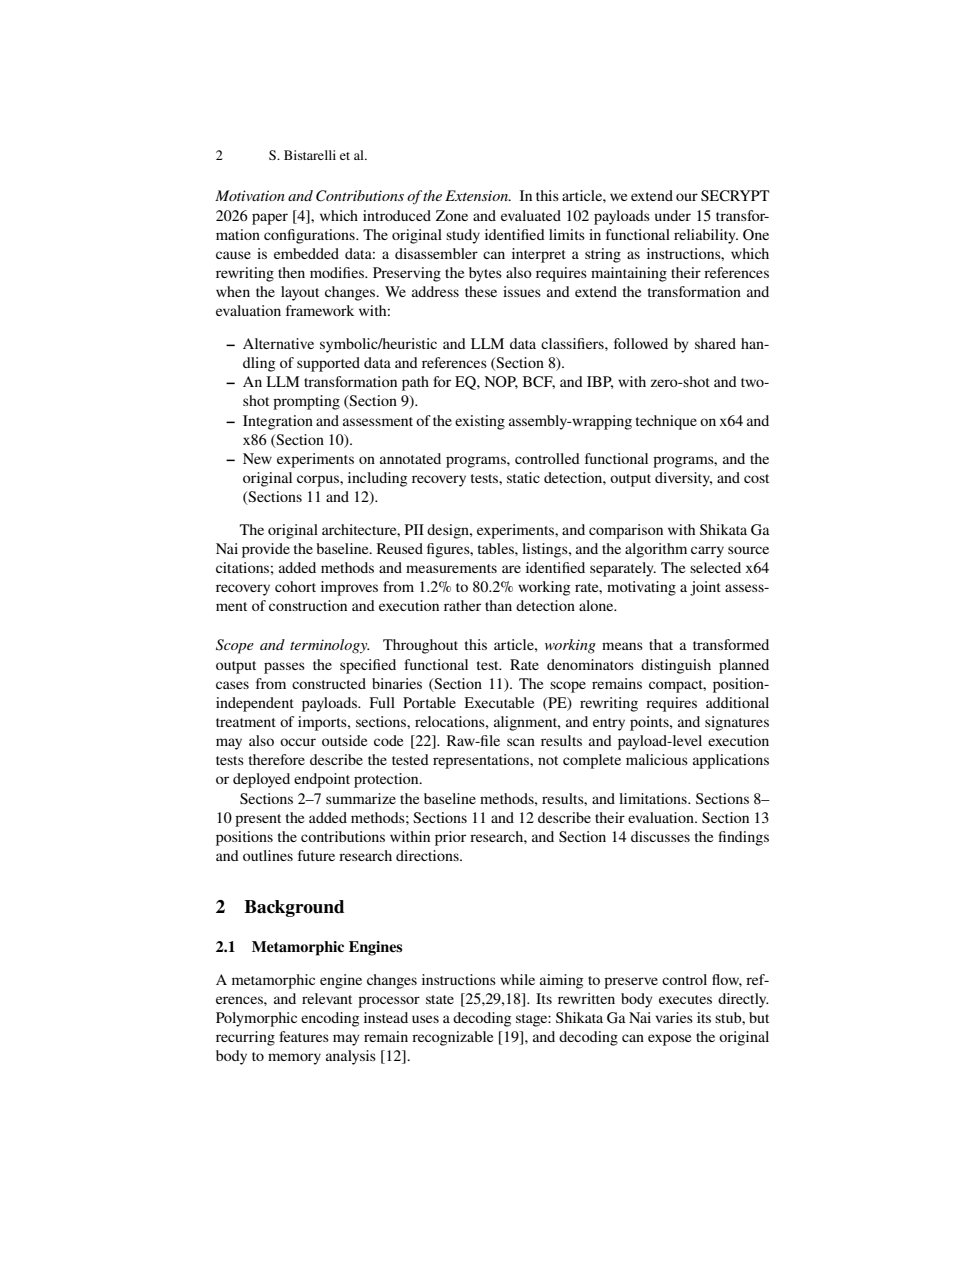 2 S. Bistarelli et al.
Motivation and Contributions of the Extension. In this article, we extend our SECRYPT
2026 paper [4], which introduced Zone and evaluated 102 payloads under 15 transfor-
mation configurations. The original study identified limits in functional reliability. One
cause is embedded data: a disassembler can interpret a string as instructions, which
rewriting then modifies. Preserving the bytes also requires maintaining their references
when the layout changes. We address these issues and extend the transformation and
evaluation framework with:
– Alternative symbolic/heuristic and LLM data classifiers, followed by shared han-
dling of supported data and references (Section 8).
– An LLM transformation path for EQ, NOP, BCF, and IBP, with zero-shot and two-
shot prompting (Section 9).
– Integration and assessment of the existing assembly-wrapping technique on x64 and
x86 (Section 10).
– New experiments on annotated programs, controlled functional programs, and the
original corpus, including recovery tests, static detection, output diversity, and cost
(Sections 11 and 12).
The original architecture, PII design, experiments, and comparison with Shikata Ga
Nai provide the baseline. Reused figures, tables, listings, and the algorithm carry source
citations; added methods and measurements are identified separately. The selected x64
recovery cohort improves from 1.2% to 80.2% working rate, motivating a joint assess-
ment of construction and execution rather than detection alone.
Scope and terminology. Throughout this article, working means that a transformed
output passes the specified functional test. Rate denominators distinguish planned
cases from constructed binaries (Section 11). The scope remains compact, position-
independent payloads. Full Portable Executable (PE) rewriting requires additional
treatment of imports, sections, relocations, alignment, and entry points, and signatures
may also occur outside code [22]. Raw-file scan results and payload-level execution
tests therefore describe the tested representations, not complete malicious applications
or deployed endpoint protection.
Sections 2–7 summarize the baseline methods, results, and limitations. Sections 8–
10 present the added methods; Sections 11 and 12 describe their evaluation. Section 13
positions the contributions within prior research, and Section 14 discusses the findings
and outlines future research directions.
2 Background
2.1 Metamorphic Engines
A metamorphic engine changes instructions while aiming to preserve control flow, ref-
erences, and relevant processor state [25,29,18]. Its rewritten body executes directly.
Polymorphic encoding instead uses a decoding stage: Shikata Ga Nai varies its stub, but
recurring features may remain recognizable [19], and decoding can expose the original
body to memory analysis [12].